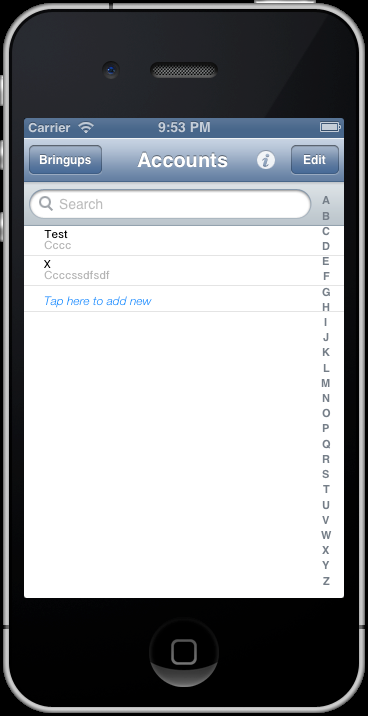 Carrier 9:53 PM
Bringups Accounts i Edit
Search
Test
Cccc
X
Ccccssdfsdf
Tap here to add new
A
B
C
D
E
F
G
H
I
J
K
L
M
N
O
P
Q
R
S
T
U
V
W
X
Y
Z